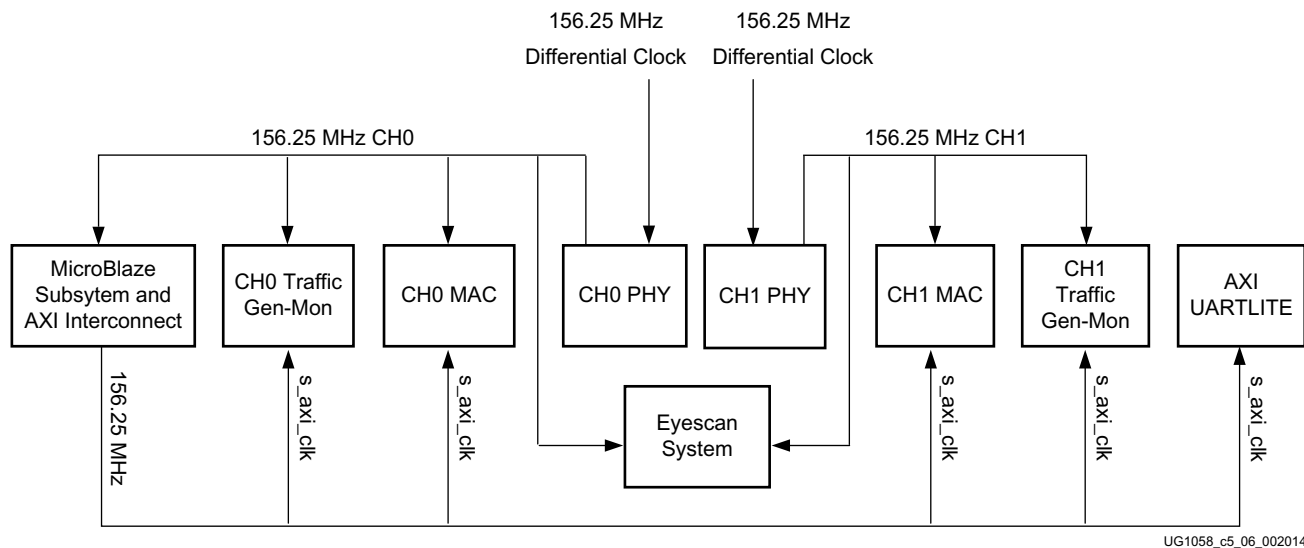 156.25 MHz
Differential Clock
156.25 MHz
Differential Clock
156.25 MHz CH0
156.25 MHz CH1
MicroBlaze
Subsytem and
AXI Interconnect
CH0 Traffic
Gen-Mon
CH0 MAC
CH0 PHY
CH1 PHY
CH1 MAC
CH1
Traffic
Gen-Mon
AXI
UARTLITE
156.25 MHz
s_axi_clk
s_axi_clk
Eyescan
System
s_axi_clk
s_axi_clk
s_axi_clk
UG1058_c5_06_002014